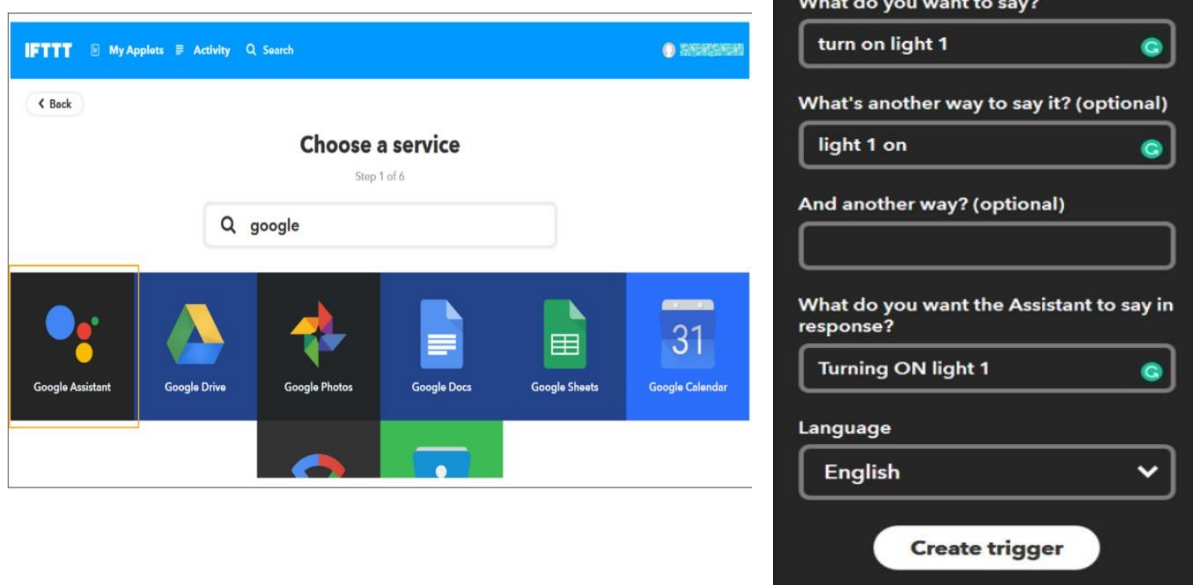 IFTTT My Applets Activity Search
Back
Choose a service
Step 1 of 6
google
Google Assistant Google Drive Google Photos Google Docs Google Sheets 31 Google Calendar
What do you want to say?
turn on light 1
What's another way to say it? (optional)
light 1 on
And another way? (optional)
What do you want the Assistant to say in
response?
Turning ON light 1
Language
English
Create trigger